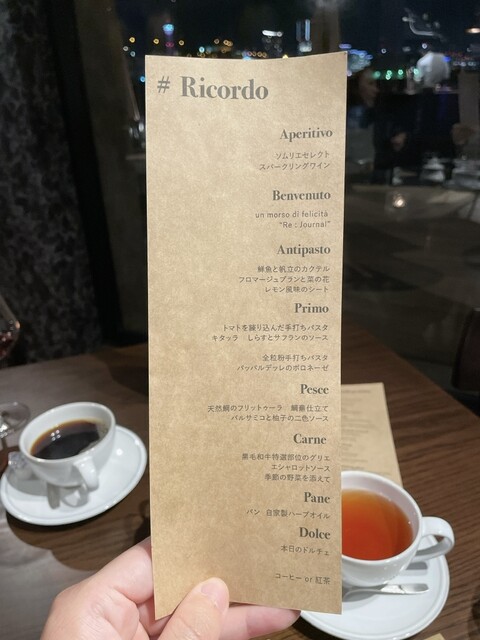 # Ricordo
Aperitivo
ソムリエセレクト
スパークリングワイン
Benvenuto
un morso di felicità
"Re : Journal"
Antipasto
鮮魚と帆立のカクテル
フロマージュブランと菜の花
レモン風味のシート
Primo
トマトを練り込んだ手打ちパスタ
キタッラ しらすとサフランのソース
全粒粉手打ちパスタ
パッパルデッレのボロネーゼ
Pesce
天然鯛のフリットゥーラ 鯛薫仕立て
バルサミコと柚子の二色ソース
Carne
黒毛和牛特選部位のグリエ
エシャロットソース
季節の野菜を添えて
Pane
パン 自家製ハーブオイル
Dolce
本日のドルチェ
コーヒー or 紅茶